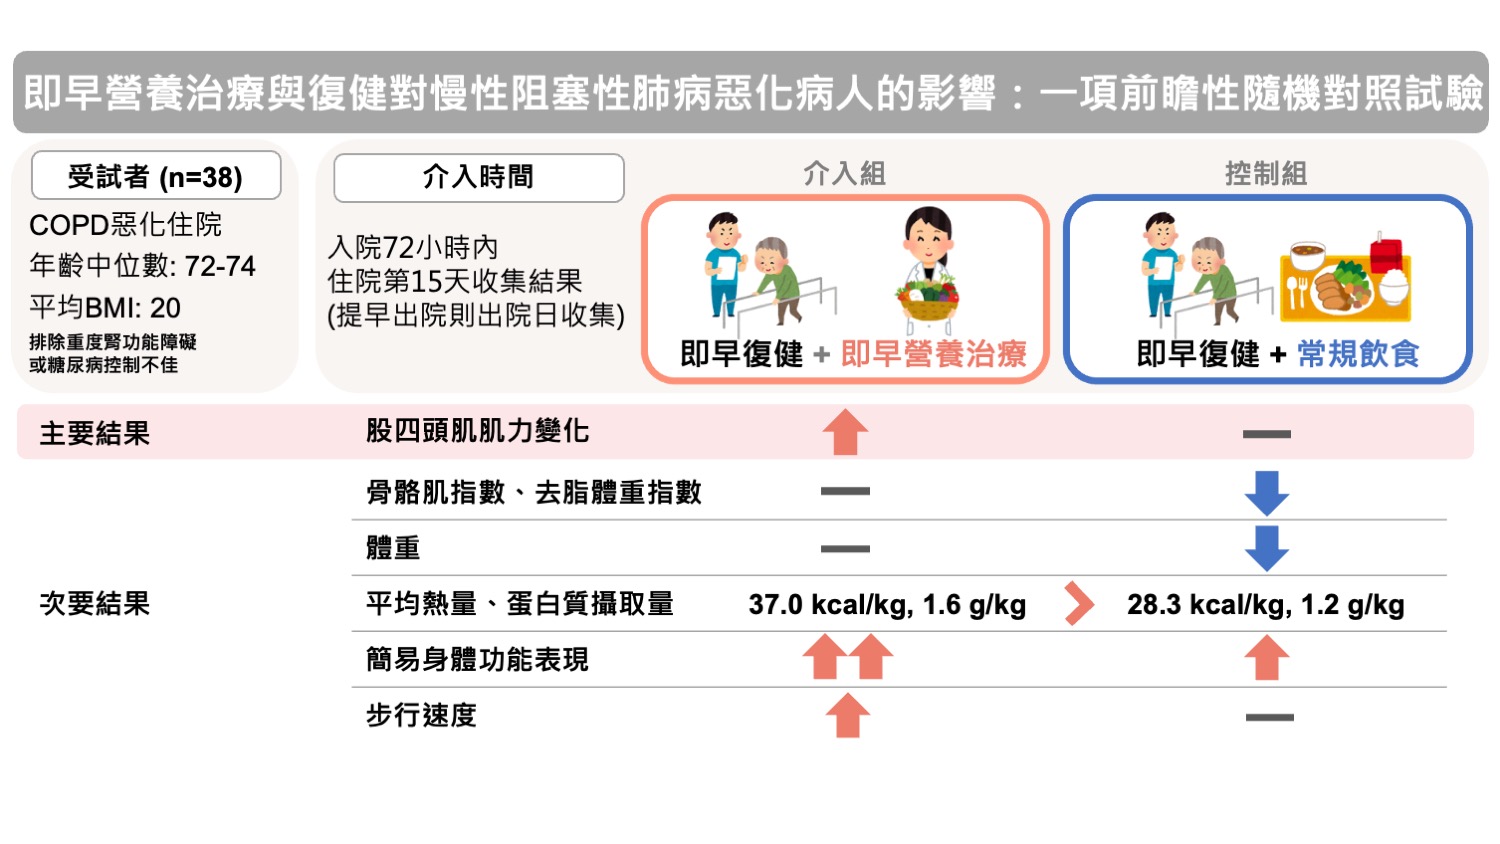 即早營養治療與復健對慢性阻塞性肺病惡化病人的影響：一項前瞻性隨機對照試驗
受試者 (n=38)
COPD惡化住院
年齡中位數: 72-74
平均BMI: 20
排除重度腎功能障礙
或糖尿病控制不佳
介入時間
入院72小時內
住院第15天收集結果
(提早出院則出院日收集)
介入組
即早復健 + 即早營養治療
控制組
即早復健 + 常規飲食
主要結果
股四頭肌肌力變化
次要結果
骨骼肌指數、去脂體重指數
體重
平均熱量、蛋白質攝取量
37.0 kcal/kg, 1.6 g/kg
28.3 kcal/kg, 1.2 g/kg
簡易身體功能表現
步行速度